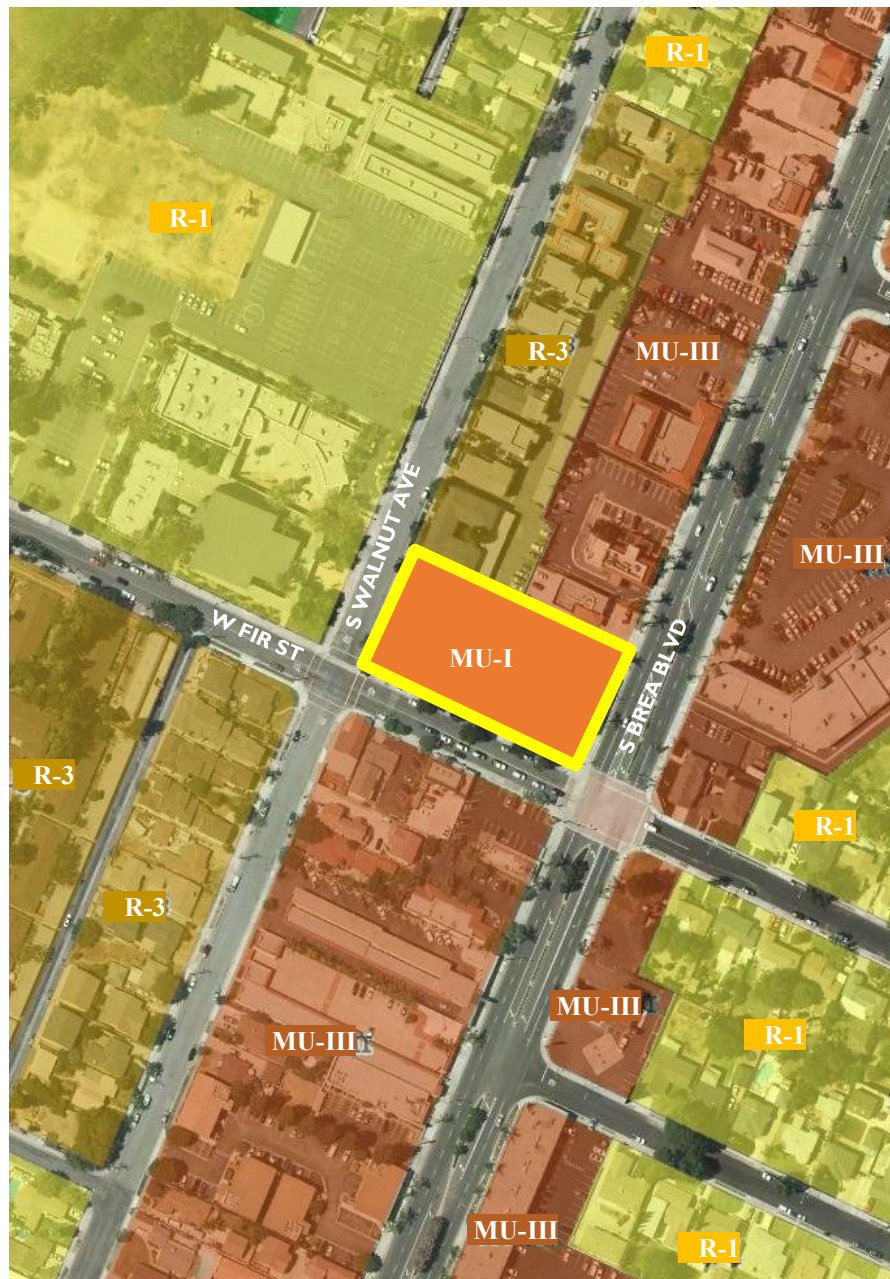 R-1
R-1
R-3
MU-III
MU-III
S WALNUT AVE
W FIR ST
MU-I
S BREA BLVD
R-3
R-1
R-3
MU-III
MU-III
R-1
MU-III
R-1